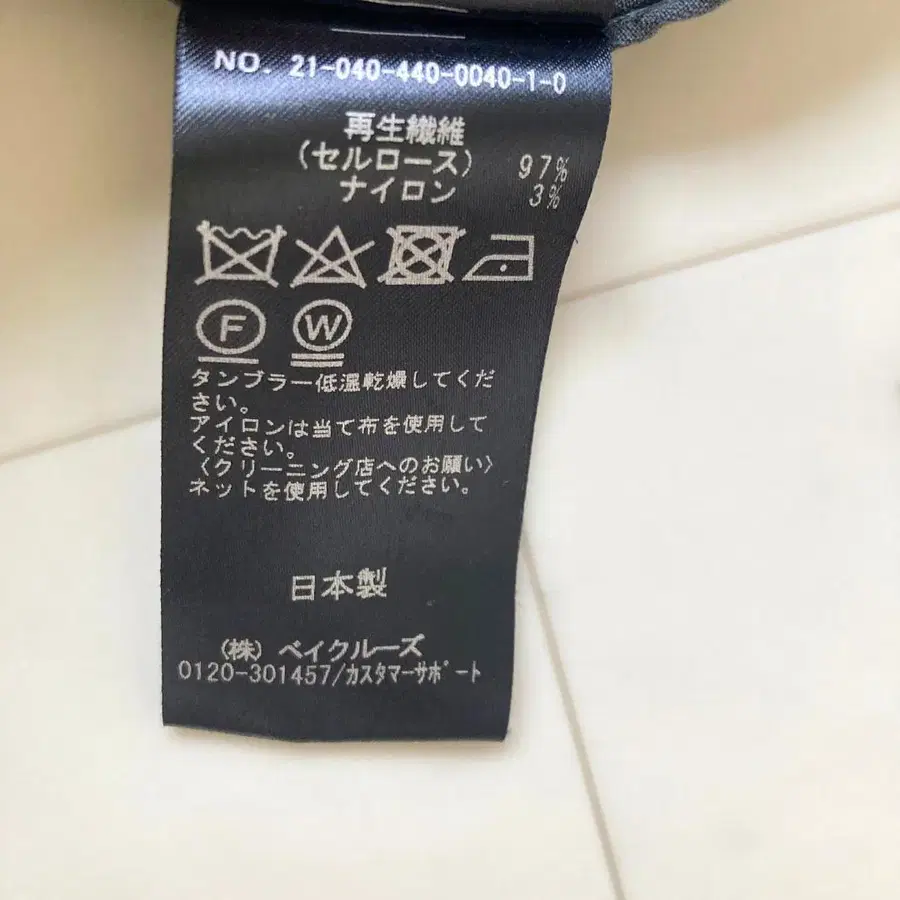 NO. 21-040-440-0040-1-0
再生繊維
(セルロース) 97%
ナイロン 3%
F W
タンブラー低温乾燥してくだ
さい。
アイロンは当て布を使用して
ください。
〈クリーニング店へのお願い〉
ネットを使用してください。
日本製
(株) ベイクルーズ
0120-301457/カスタマーサポート